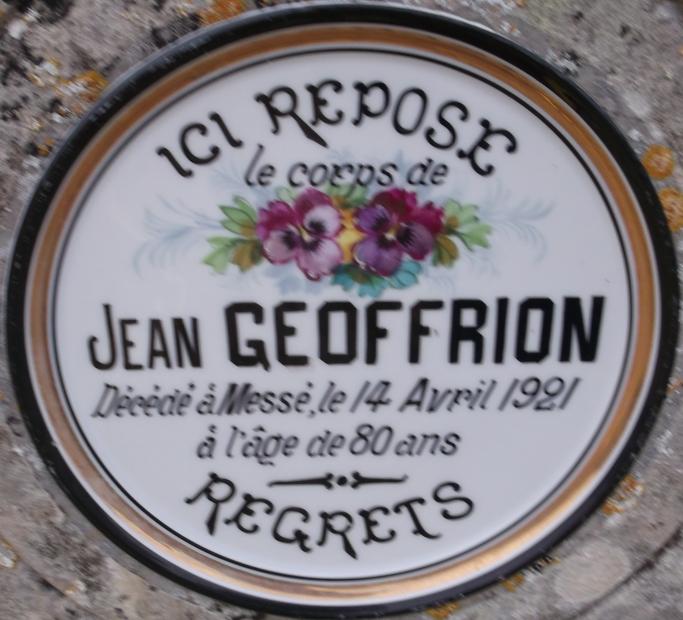 ICI REPOSE
le corps de
JEAN GEOFFRION
Décédé à Messé, le 14 Avril 1921
à l'âge de 80 ans
REGRETS